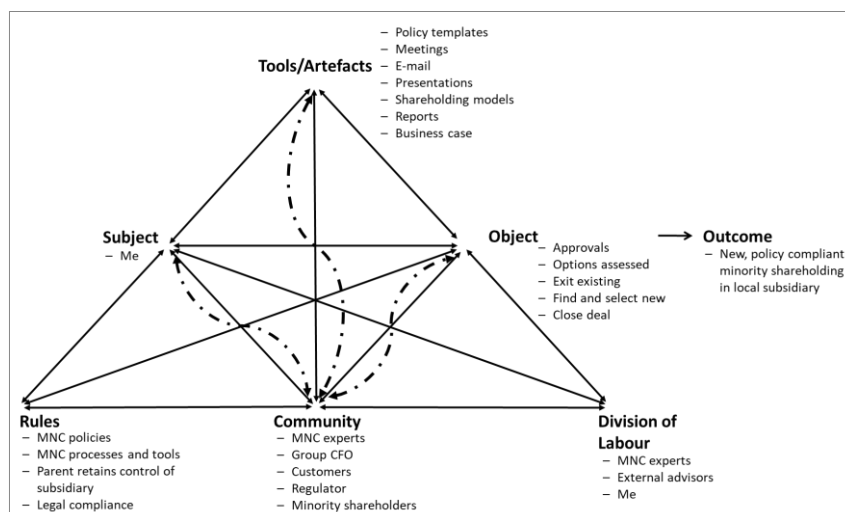 Tools/Artefacts
– Policy templates
– Meetings
– E-mail
– Presentations
– Shareholding models
– Reports
– Business case
Subject
– Me
Object
– Approvals
– Options assessed
– Exit existing
– Find and select new
– Close deal
Outcome
– New, policy compliant
minority shareholding
in local subsidiary
Rules
– MNC policies
– MNC processes and tools
– Parent retains control of
subsidiary
– Legal compliance
Community
– MNC experts
– Group CFO
– Customers
– Regulator
– Minority shareholders
Division of
Labour
– MNC experts
– External advisors
– Me